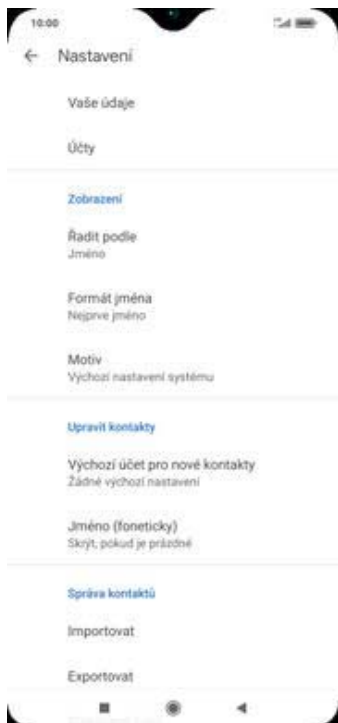 10:00
Nastavení
Vaše údaje
Účty
Zobrazení
Řadit podle
Jméno
Formát jména
Nejprve jméno
Motiv
Výchozí nastavení systému
Upravit kontakty
Výchozí účet pro nové kontakty
Žádné výchozí nastavení
Jméno (foneticky)
Skrýt, pokud je prázdné
Správa kontaktů
Importovat
Exportovat